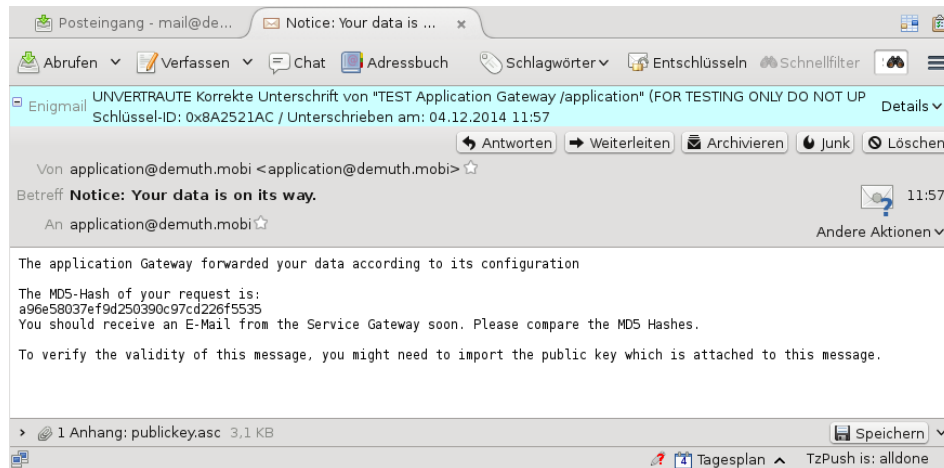 Posteingang - mail@de...
Notice: Your data is ...
Abrufen Verfassen Chat Adressbuch Schlagwörter Entschlüsseln Schnellfilter
Enigmail UNVERTRAUTE Korrekte Unterschrift von "TEST Application Gateway /application" (FOR TESTING ONLY DO NOT UP
Schlüssel-ID: 0x8A2521AC / Unterschrieben am: 04.12.2014 11:57
Details
Antworten Weiterleiten Archivieren Junk Löschen
Von application@demuth.mobi <application@demuth.mobi>
Betreff Notice: Your data is on its way. 11:57
An application@demuth.mobi
Andere Aktionen
The application Gateway forwarded your data according to its configuration
The MD5-Hash of your request is:
a96e58037ef9d250390c97cd226f5535
You should receive an E-Mail from the Service Gateway soon. Please compare the MD5 Hashes.
To verify the validity of this message, you might need to import the public key which is attached to this message.
1 Anhang: publickey.asc 3,1 KB Speichern
4 Tagesplan TzPush is: alldone